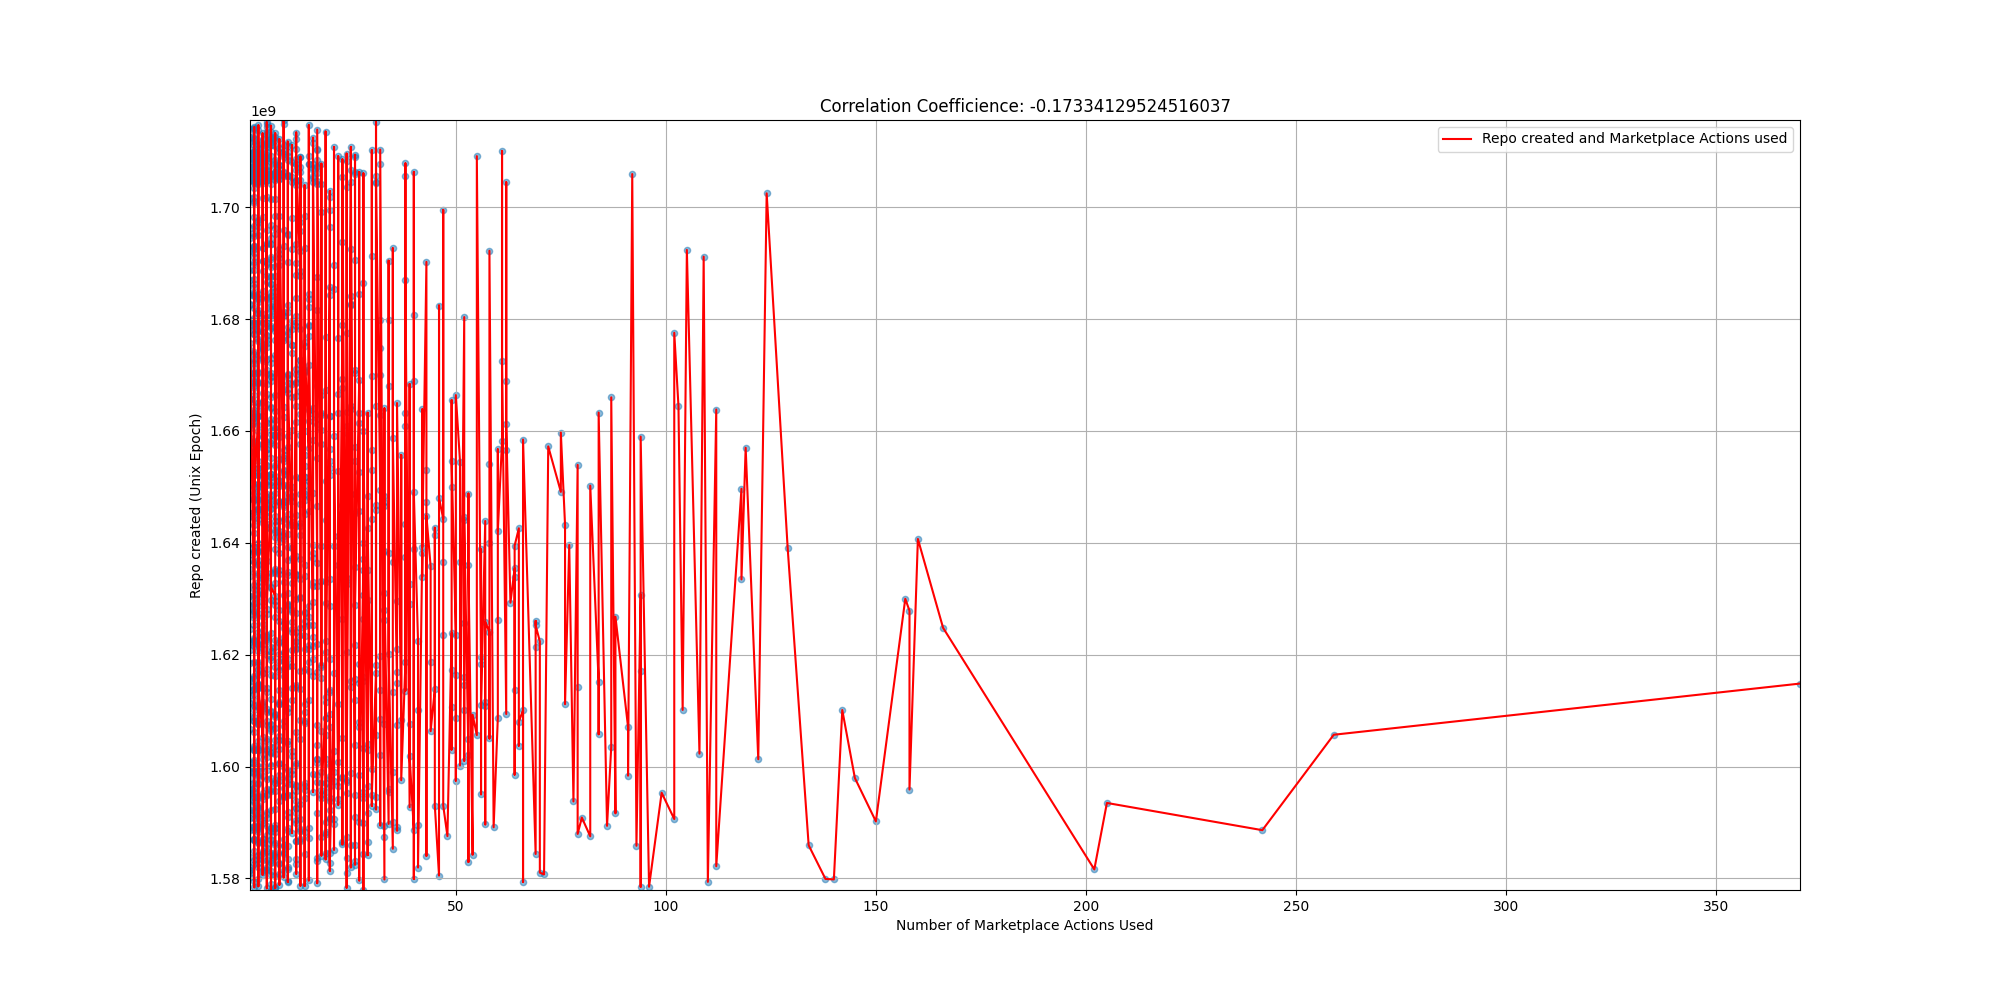 Correlation Coefficience: -0.17334129524516037
1e9
Repo created and Marketplace Actions used
1.70
1.68
1.66
1.64
1.62
1.60
1.58
Repo created (Unix Epoch)
50
100
150
200
250
300
350
Number of Marketplace Actions Used